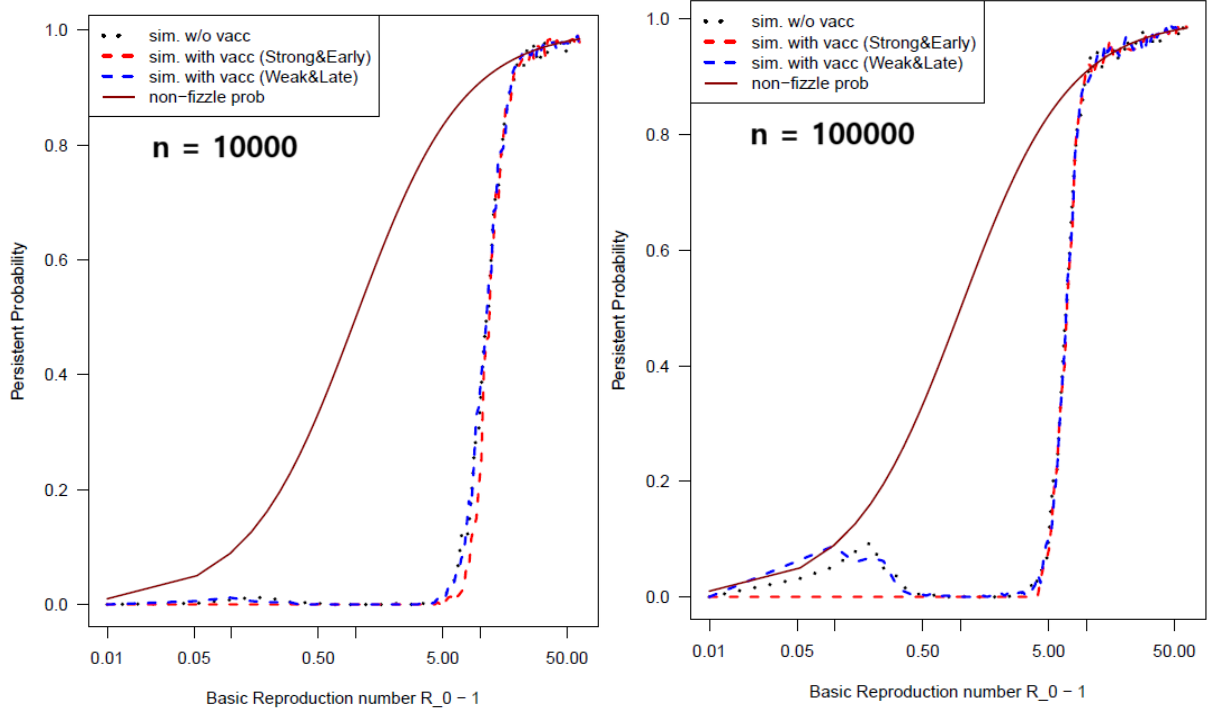 sim. w/o vacc
sim. with vacc (Strong&Early)
sim. with vacc (Weak&Late)
non−fizzle prob
n = 10000
1.0
0.8
0.6
0.4
0.2
0.0
Persistent Probability
0.01 0.05 0.50 5.00 50.00
Basic Reproduction number R_0 − 1
sim. w/o vacc
sim. with vacc (Strong&Early)
sim. with vacc (Weak&Late)
non−fizzle prob
n = 100000
1.0
0.8
0.6
0.4
0.2
0.0
Persistent Probability
0.01 0.05 0.50 5.00 50.00
Basic Reproduction number R_0 − 1